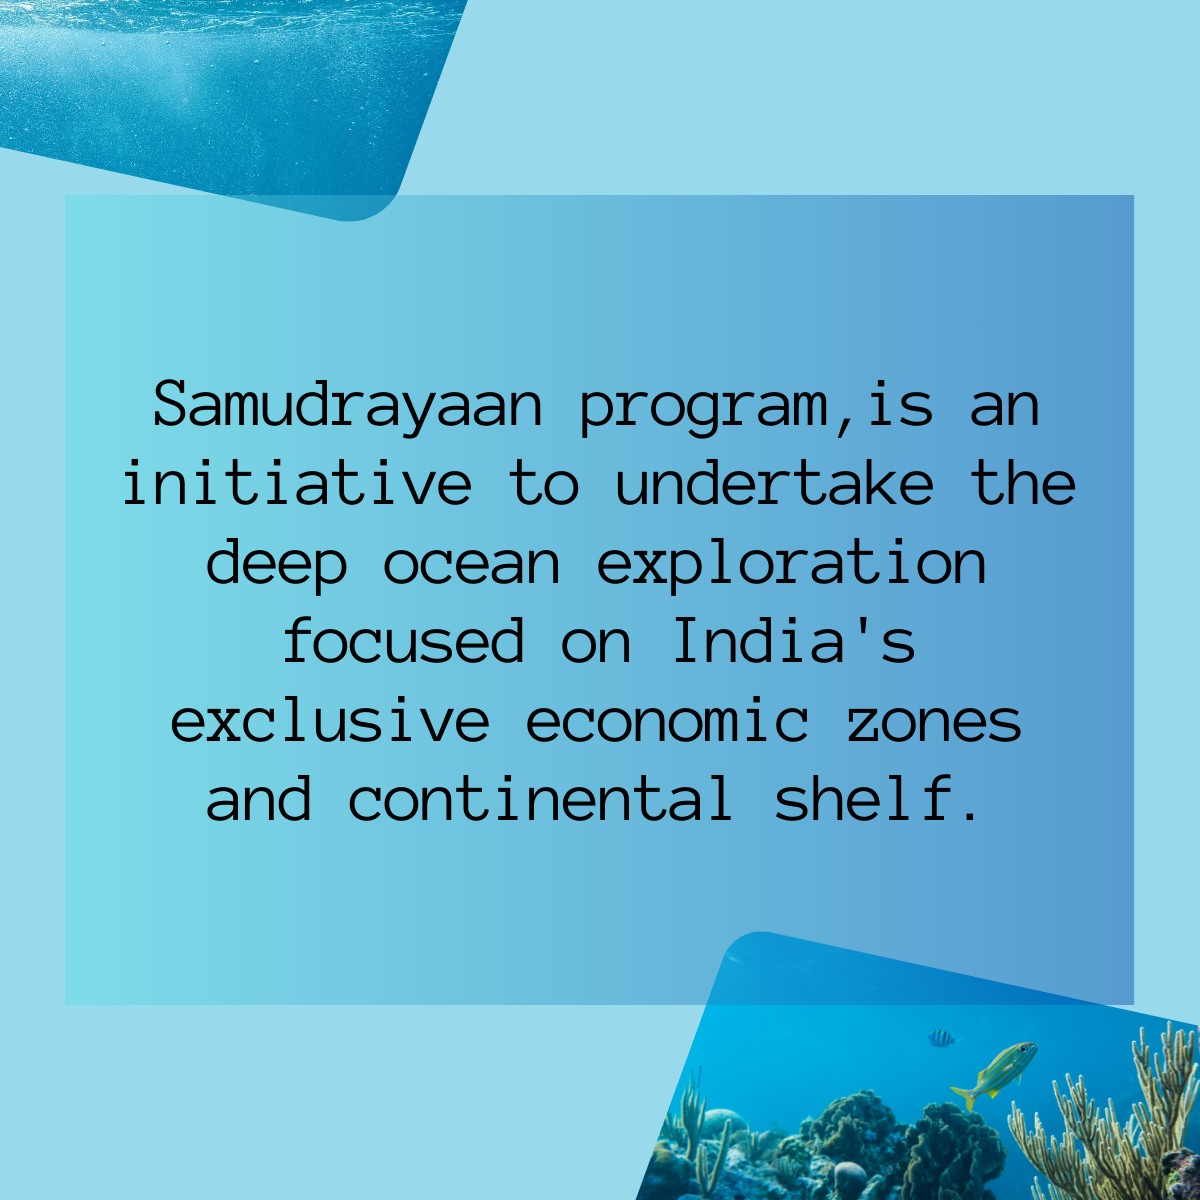 Samudrayaan program,is an
initiative to undertake the
deep ocean exploration
focused on India's
exclusive economic zones
and continental shelf.